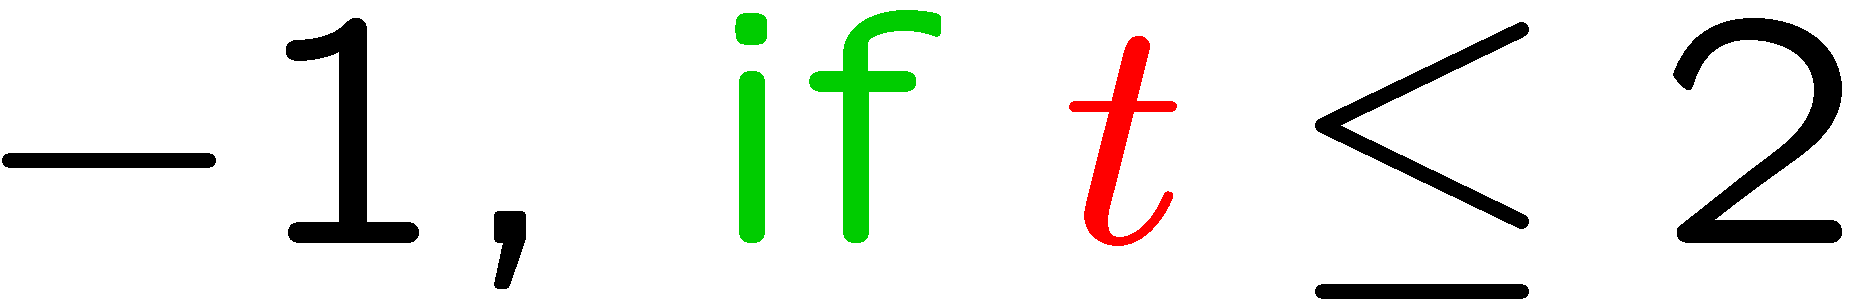 −1, if t ≤ 2